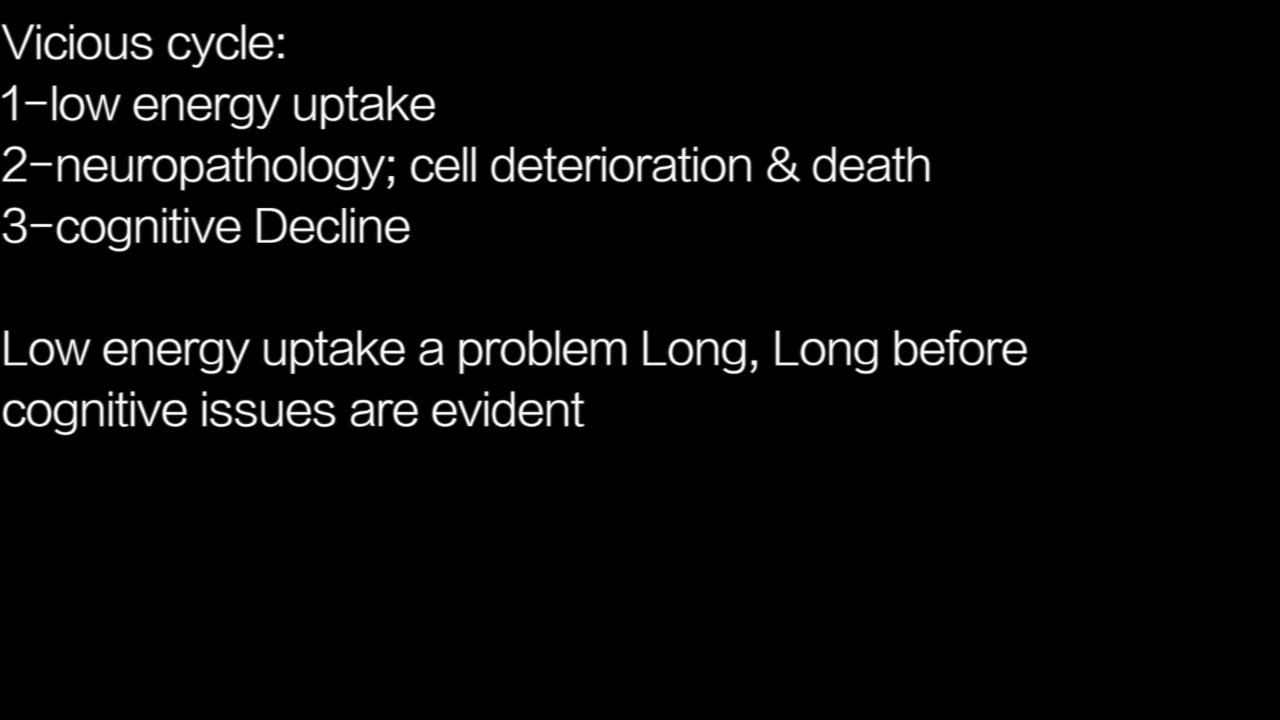 Vicious cycle:
1-low energy uptake
2-neuropathology; cell deterioration & death
3-cognitive Decline
Low energy uptake a problem Long, Long before
cognitive issues are evident